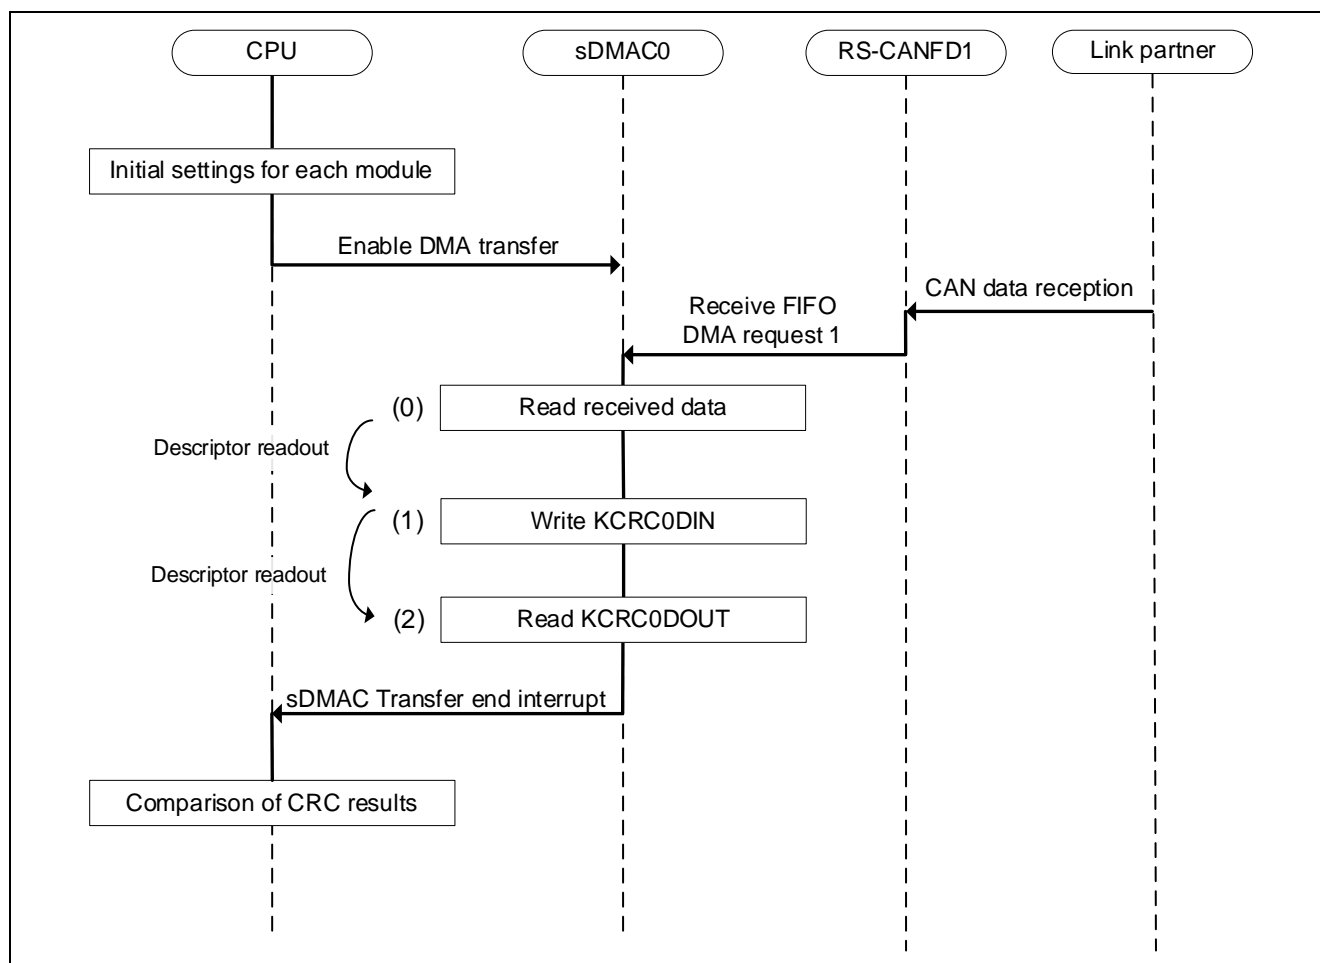 CPU
sDMAC0
RS-CANFD1
Link partner
Initial settings for each module
Enable DMA transfer
CAN data reception
Receive FIFO
DMA request 1
(0)
Read received data
Descriptor readout
(1)
Write KCRC0DIN
Descriptor readout
(2)
Read KCRC0DOUT
sDMAC Transfer end interrupt
Comparison of CRC results